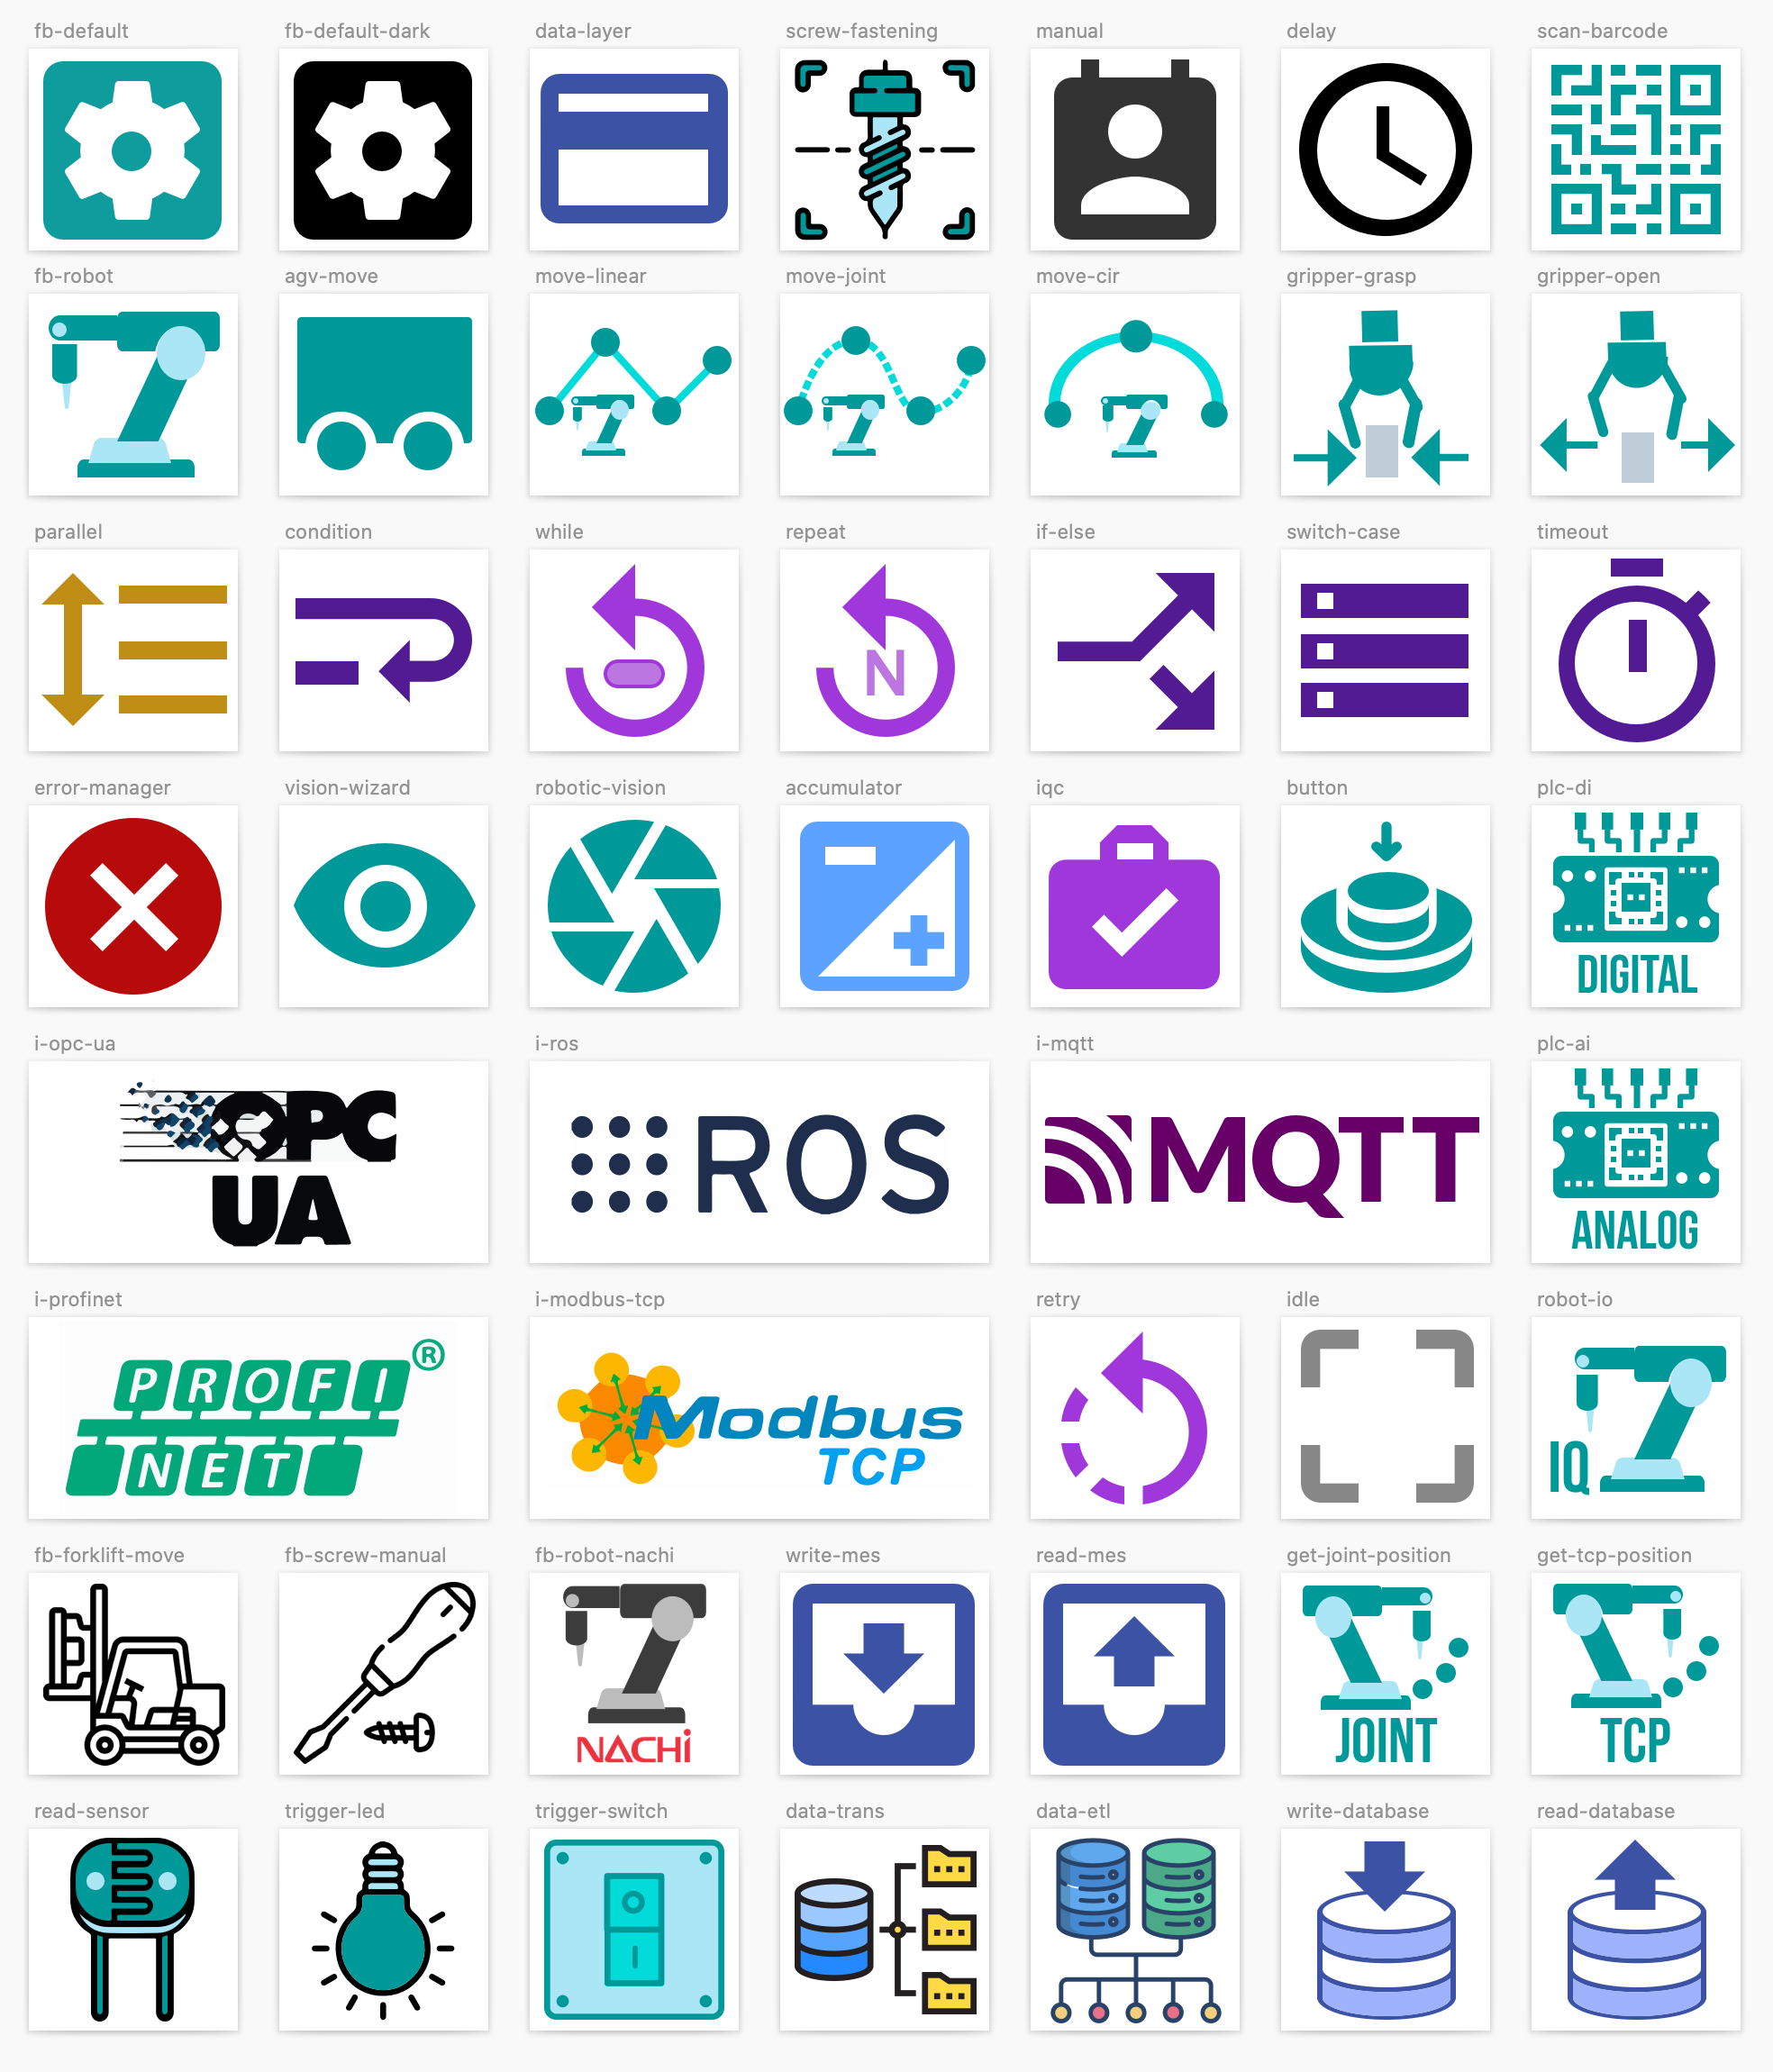 fb-default
fb-default-dark
data-layer
screw-fastening
manual
delay
scan-barcode
fb-robot
agv-move
move-linear
move-joint
move-cir
gripper-grasp
gripper-open
parallel
condition
while
repeat
if-else
switch-case
timeout
N
error-manager
vision-wizard
robotic-vision
accumulator
iqc
button
plc-di
DIGITAL
i-opc-ua
i-ros
i-mqtt
plc-ai
OPC
UA
ROS
MQTT
ANALOG
i-profinet
i-modbus-tcp
retry
idle
robot-io
PROFI®
NET
Modbus
TCP
IQ
fb-forklift-move
fb-screw-manual
fb-robot-nachi
write-mes
read-mes
get-joint-position
get-tcp-position
NACHi
JOINT
TCP
read-sensor
trigger-led
trigger-switch
data-trans
data-etl
write-database
read-database